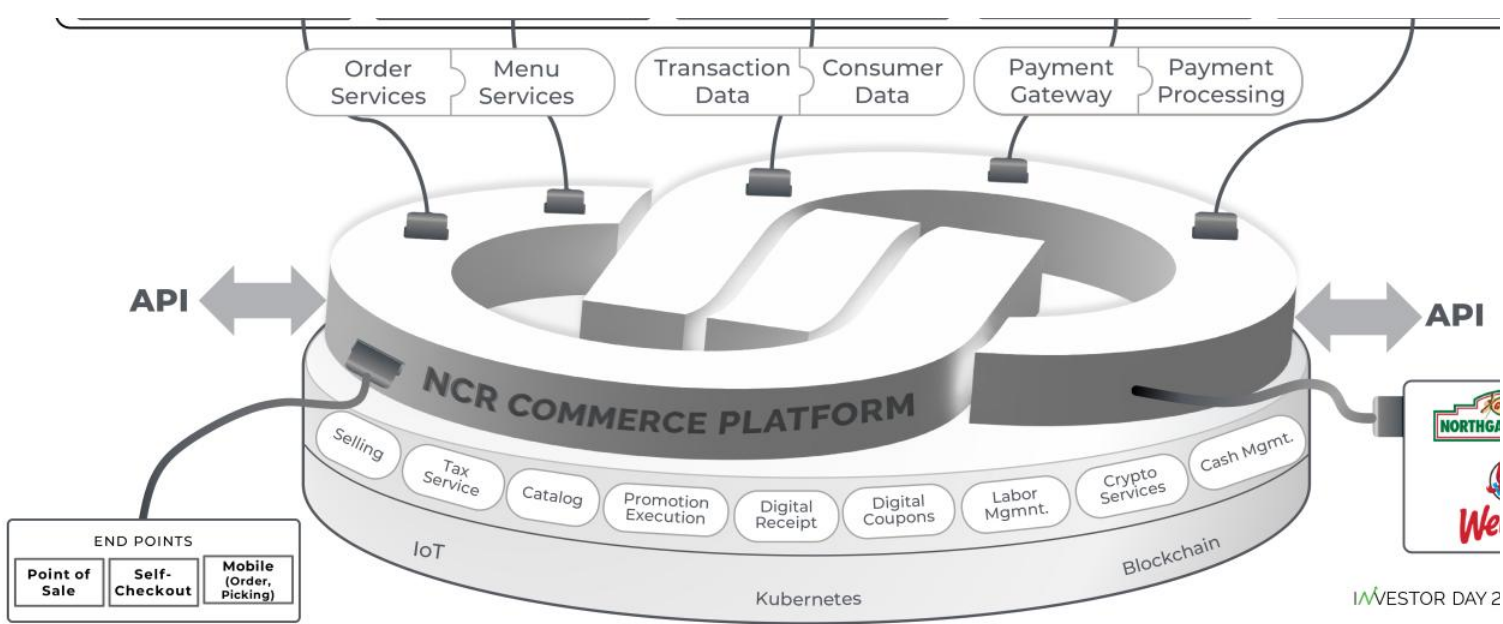 Order
Services
Menu
Services
Transaction
Data
Consumer
Data
Payment
Gateway
Payment
Processing
API
API
NCR COMMERCE PLATFORM
Selling
Tax
Service
Catalog
Promotion
Execution
Digital
Receipt
Digital
Coupons
Labor
Mgmnt.
Crypto
Services
Cash Mgmt.
IoT
Kubernetes
Blockchain
END POINTS
Point of
Sale
Self-
Checkout
Mobile
(Order,
Picking)
INVESTOR DAY 2